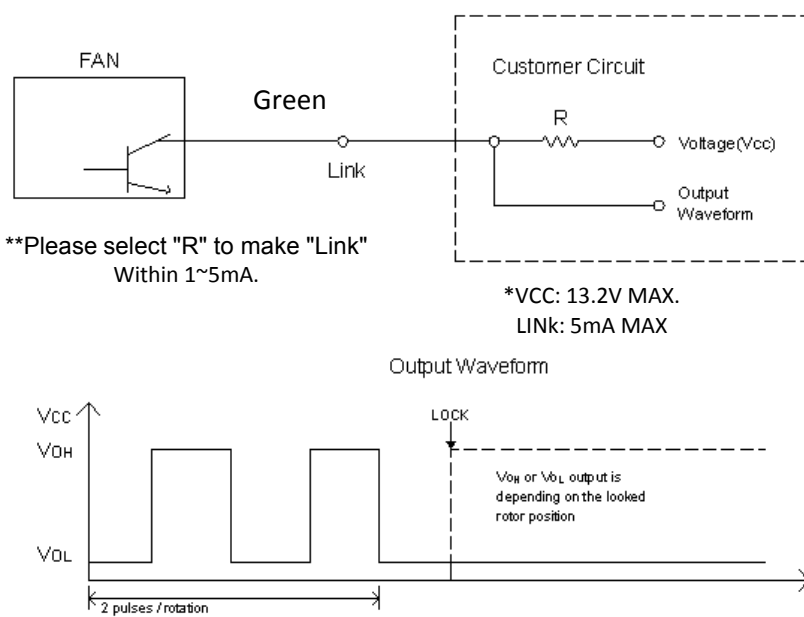 FAN
Customer Circuit
Green
R
Voltage(Vcc)
Link
Output
Waveform
**Please select "R" to make "Link"
Within 1~5mA.
*VCC: 13.2V MAX.
LINk: 5mA MAX
Output Waveform
Vcc
LOCK
VOH
VOH or VOL output is
depending on the looked
rotor position
VOL
2 pulses / rotation